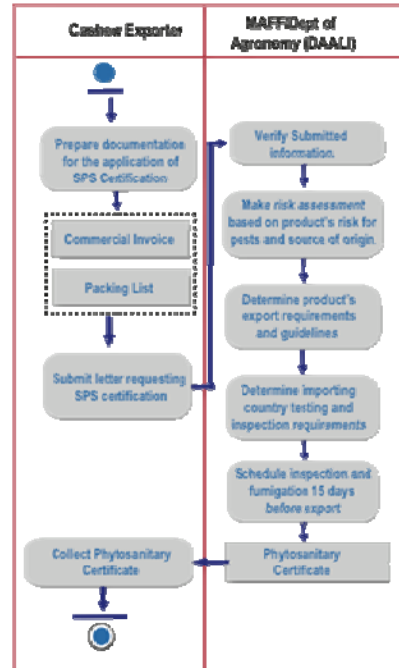 Cashew Exporter
MAFF/Dept of
Agronomy (DAALI)
Prepare documentation
for the application of
SPS Certification
Commercial Invoice
Packing List
Submit letter requesting
SPS certification
Collect Phytosanitary
Certificate
Verify Submitted
information.
Make risk assessment
based on product's risk for
pests and source of origin.
Determine product's
export requirements
and guidelines
Determine importing
country testing and
inspection requirements
Schedule inspection and
fumigation 15 days
before export
Phytosanitary
Certificate